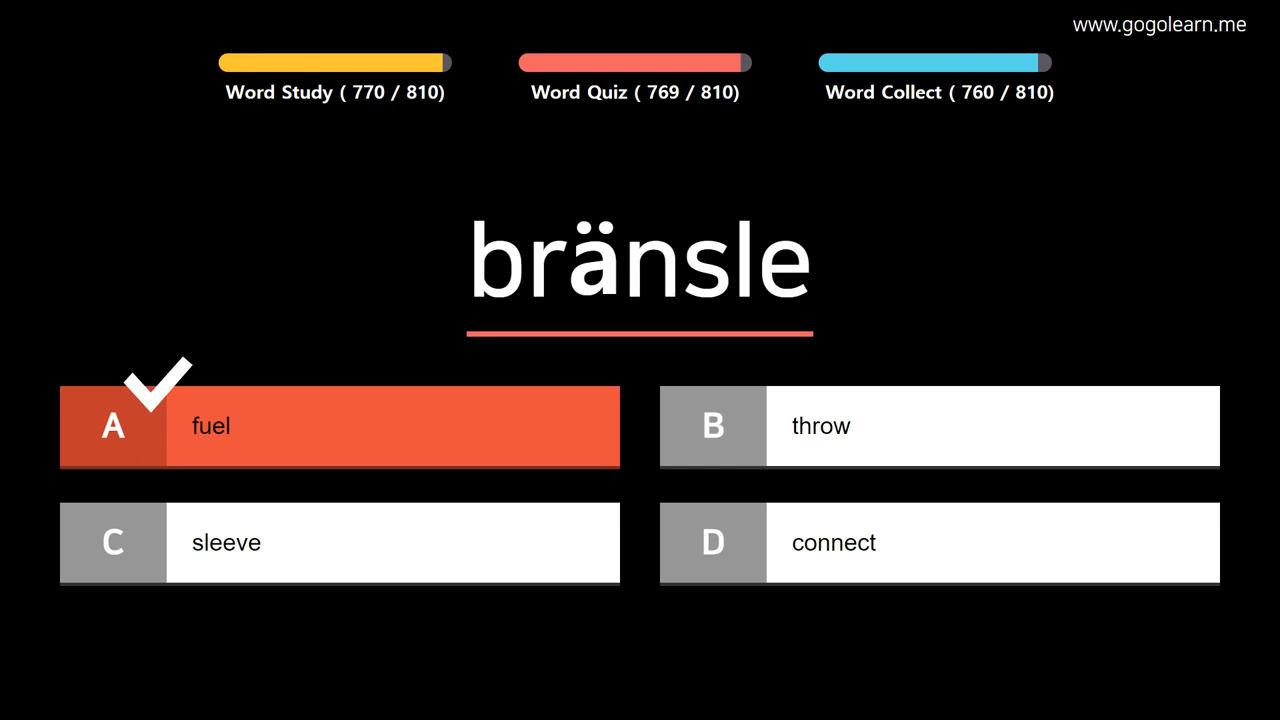 www.gogolearn.me
Word Study ( 770 / 810)
Word Quiz ( 769 / 810)
Word Collect ( 760 / 810)
bränsle
A fuel
B throw
C sleeve
D connect